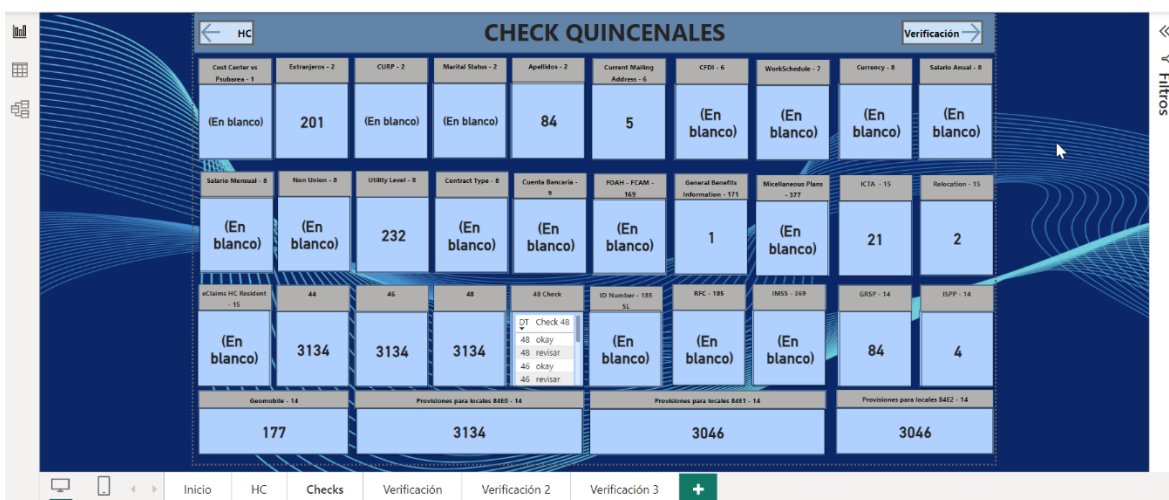 HC
CHECK QUINCENALES
Verificación
Filtros
Cost Center vs
Psubarea - 1
Extranjeros - 2
CURP - 2
Marital Status - 2
Apellidos - 2
Current Mailing
Address - 6
CFDI - 6
WorkSchedule - 7
Currency - 8
Salario Anual - 8
(En blanco)
201
(En blanco)
(En blanco)
84
5
(En
blanco)
(En
blanco)
(En
blanco)
(En
blanco)
Salario Mensual - 8
Non Union - 8
Utility Level - 8
Contract Type - 8
Cuenta Bancaria -
9
FOAH - FCAM -
169
General Benefits
Information - 171
Micellaneous Plans
- 377
ICTA - 15
Relocation - 15
(En
blanco)
(En
blanco)
232
(En
blanco)
(En
blanco)
(En
blanco)
1
(En
blanco)
21
2
eClaims HC Resident
- 15
44
46
48
48 Check
ID Number - 185
SL
RFC - 185
IMSS - 369
GRSP - 14
ISPP - 14
(En
blanco)
3134
3134
3134
DT Check 48
48 okay
48 revisar
46 okay
46 revisar
(En
blanco)
(En
blanco)
(En
blanco)
84
4
Geomobile - 14
Provisiones para locales 84E0 - 14
Provisiones para locales 84E1 - 14
Provisiones para locales 84E2 - 14
177
3134
3046
3046
Inicio
HC
Checks
Verificación
Verificación 2
Verificación 3
+